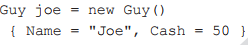 Guy joe = new Guy()
{ Name = "Joe", Cash = 50 }